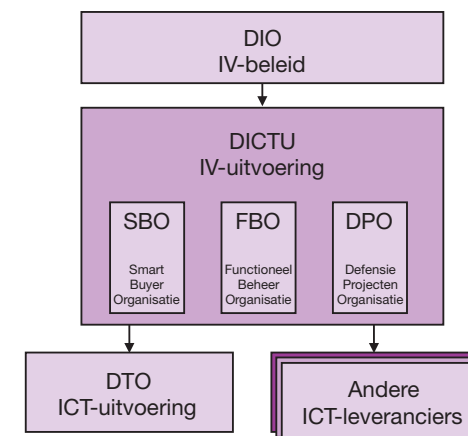 DIO
IV-beleid
DICTU
IV-uitvoering
SBO
Smart
Buyer
Organisatie
FBO
Functioneel
Beheer
Organisatie
DPO
Defensie
Projecten
Organisatie
DTO
ICT-uitvoering
Andere
ICT-leveranciers